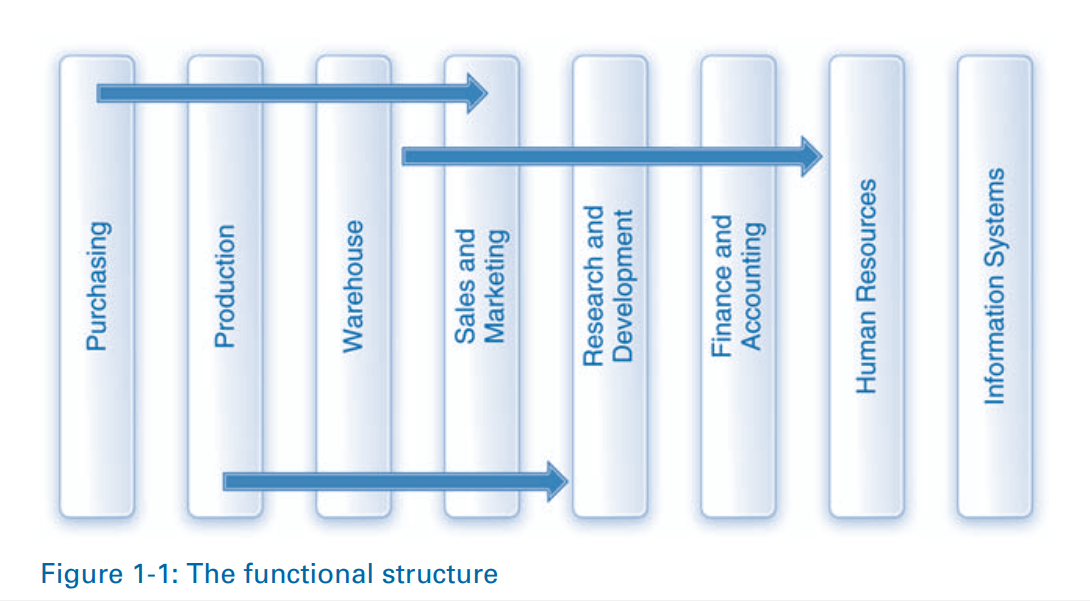 Purchasing
Production
Warehouse
Sales and
Marketing
Research and
Development
Finance and
Accounting
Human Resources
Information Systems
Figure 1-1: The functional structure